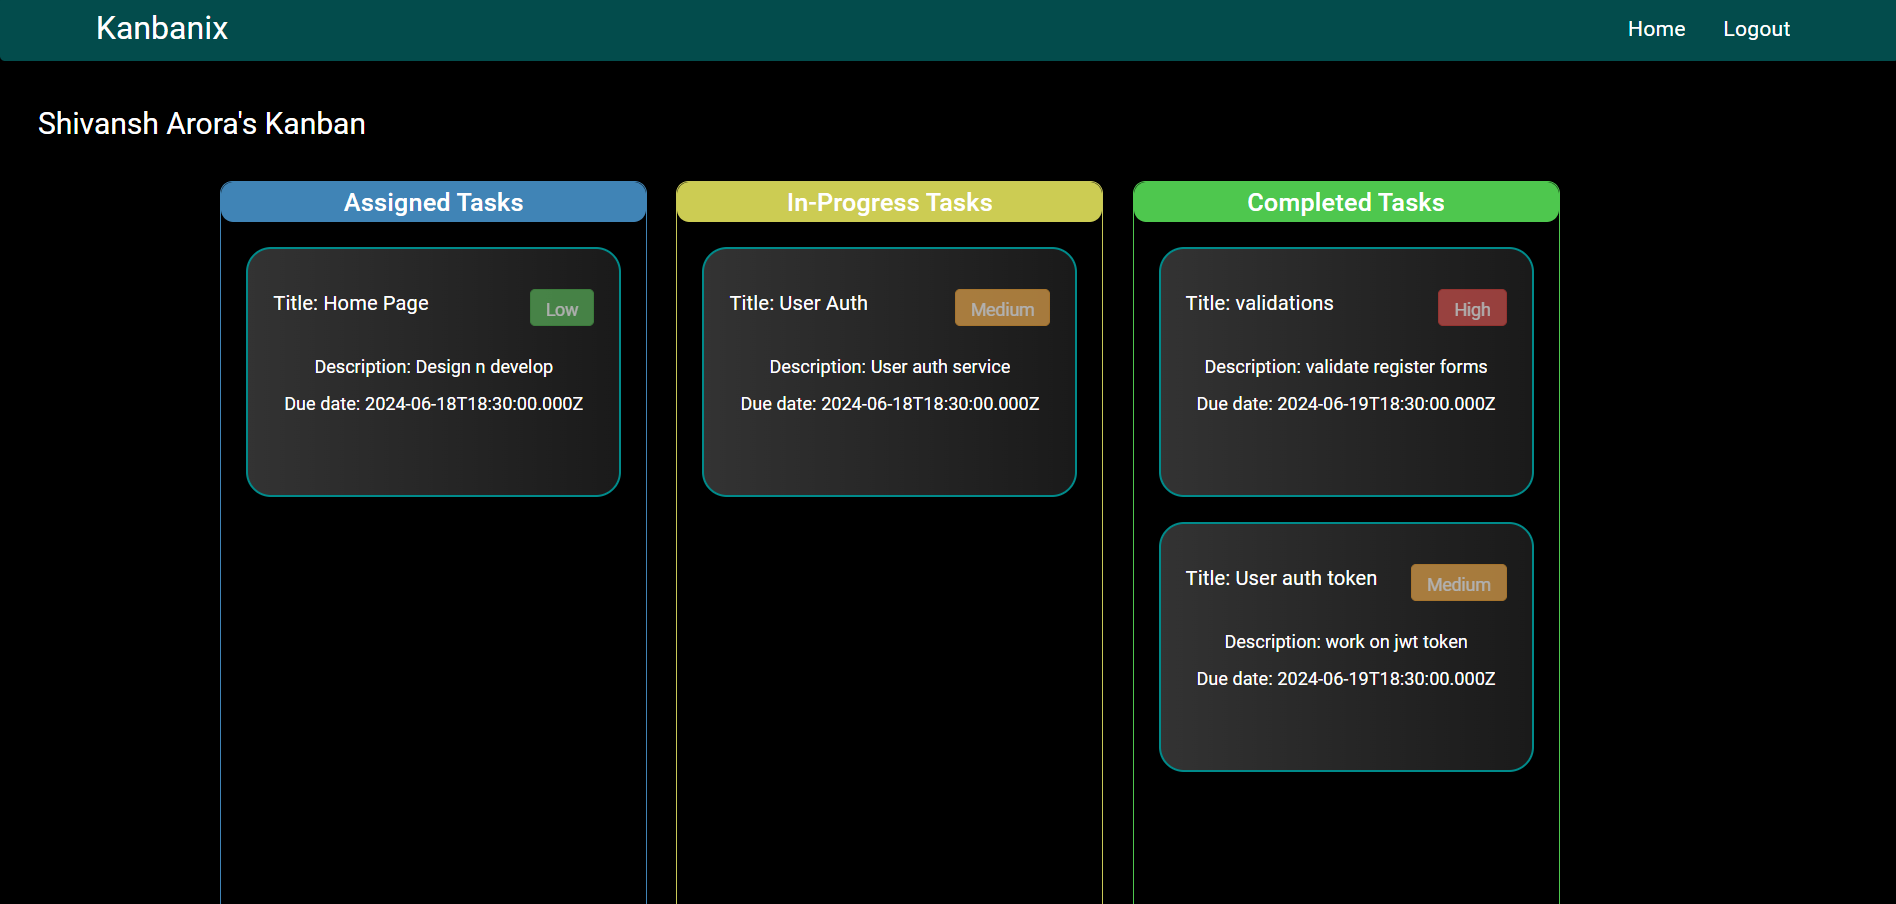 Kanbanix
Home
Logout
Shivansh Arora's Kanban
Assigned Tasks
Title: Home Page
Low
Description: Design n develop
Due date: 2024-06-18T18:30:00.000Z
In-Progress Tasks
Title: User Auth
Medium
Description: User auth service
Due date: 2024-06-18T18:30:00.000Z
Completed Tasks
Title: validations
High
Description: validate register forms
Due date: 2024-06-19T18:30:00.000Z
Title: User auth token
Medium
Description: work on jwt token
Due date: 2024-06-19T18:30:00.000Z